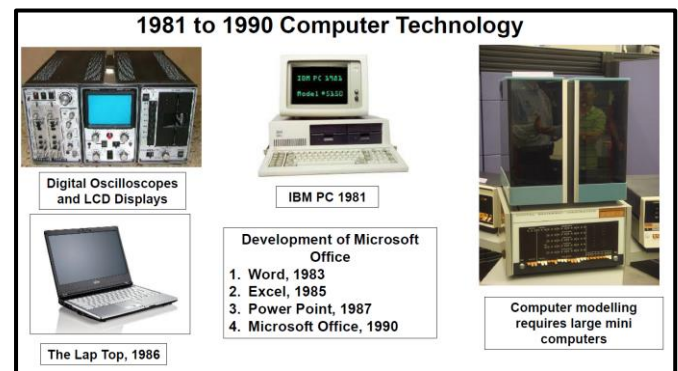 1981 to 1990 Computer Technology
IBM PC 1981
Model #5150
Digital Oscilloscopes
and LCD Displays
IBM PC 1981
Development of Microsoft
Office
1. Word, 1983
2. Excel, 1985
3. Power Point, 1987
4. Microsoft Office, 1990
The Lap Top, 1986
Computer modelling
requires large mini
computers